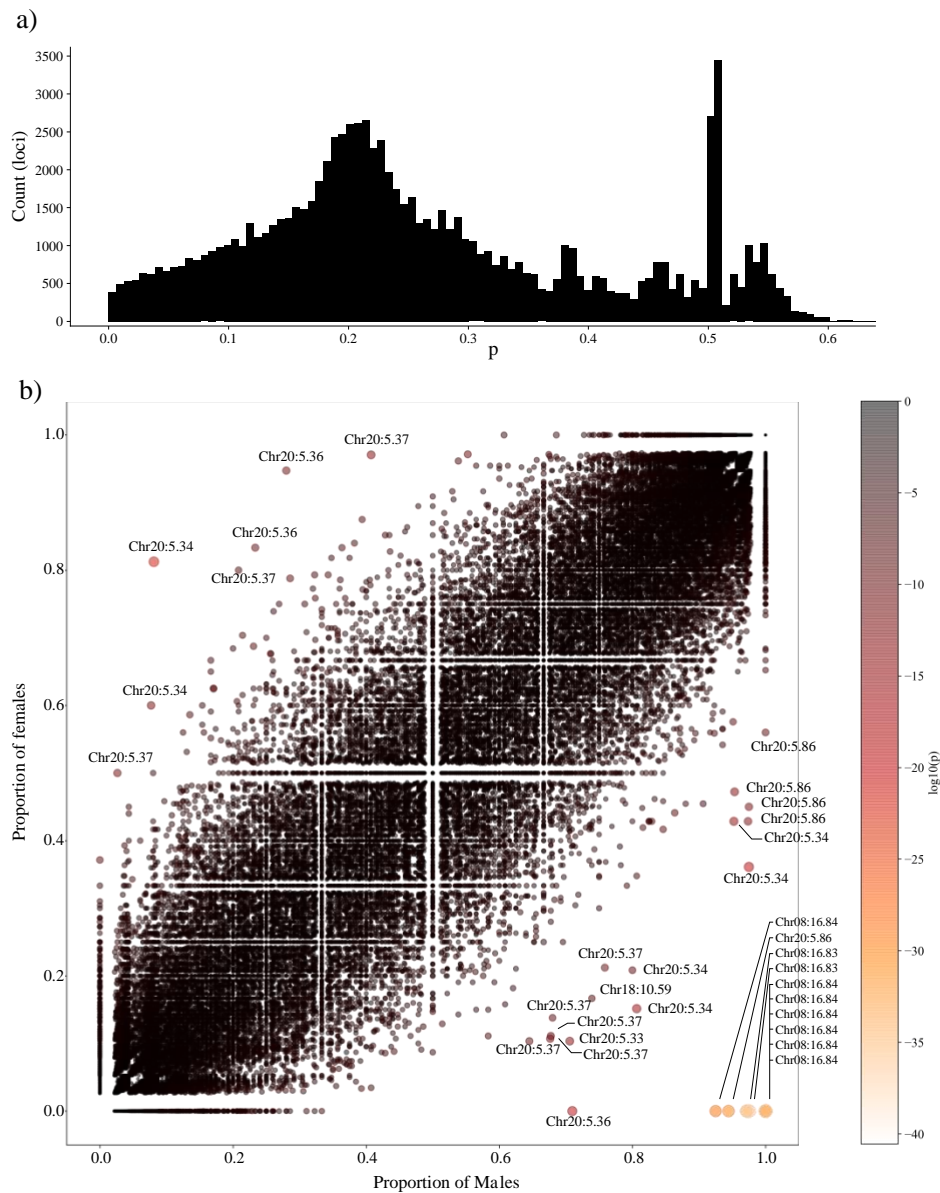 a)
3500
3000
2500
2000
1500
1000
500
0
Count (loci)
0.0 0.1 0.2 0.3 0.4 0.5 0.6
p
b)
1.0
0.8
0.6
0.4
0.2
0.0
Proportion of females
Chr20:5.37
Chr20:5.36
Chr20:5.36
Chr20:5.34
Chr20:5.37
Chr20:5.34
Chr20:5.37
Chr20:5.86
Chr20:5.86
Chr20:5.86
Chr20:5.86
Chr20:5.34
Chr20:5.34
Chr08:16.84
Chr20:5.86
Chr08:16.83
Chr08:16.83
Chr08:16.84
Chr08:16.84
Chr08:16.84
Chr08:16.84
Chr08:16.84
Chr08:16.84
Chr20:5.37
Chr20:5.34
Chr18:10.59
Chr20:5.37
Chr20:5.34
Chr20:5.37
Chr20:5.33
Chr20:5.37
Chr20:5.37
Chr20:5.36
0.0 0.2 0.4 0.6 0.8 1.0
Proportion of Males
0
−5
−10
−15
−20
−25
−30
−35
−40
log10(p)